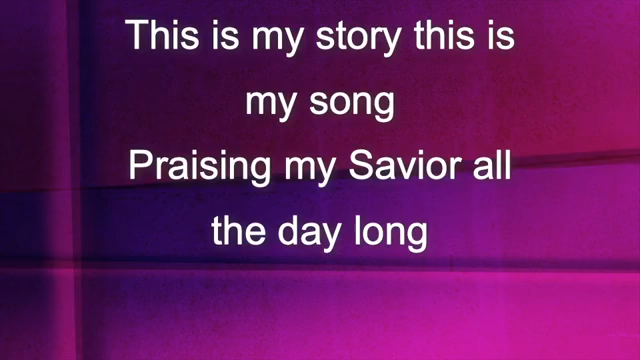 This is my story this is
my song
Praising my Savior all
the day long